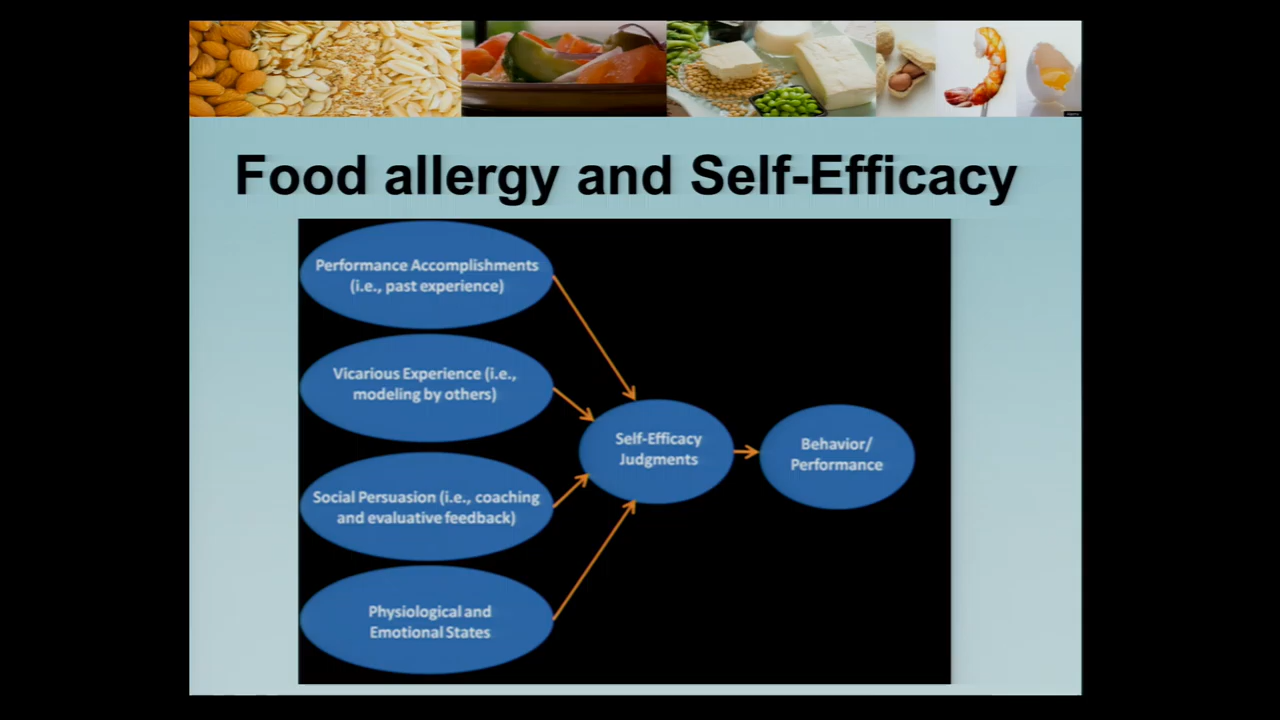 Food allergy and Self-Efficacy
Performance Accomplishments
(i.e., past experience)
Vicarious Experience (i.e.,
modeling by others)
Social Persuasion (i.e., coaching
and evaluative feedback)
Physiological and
Emotional States
Self-Efficacy
Judgments
Behavior/
Performance